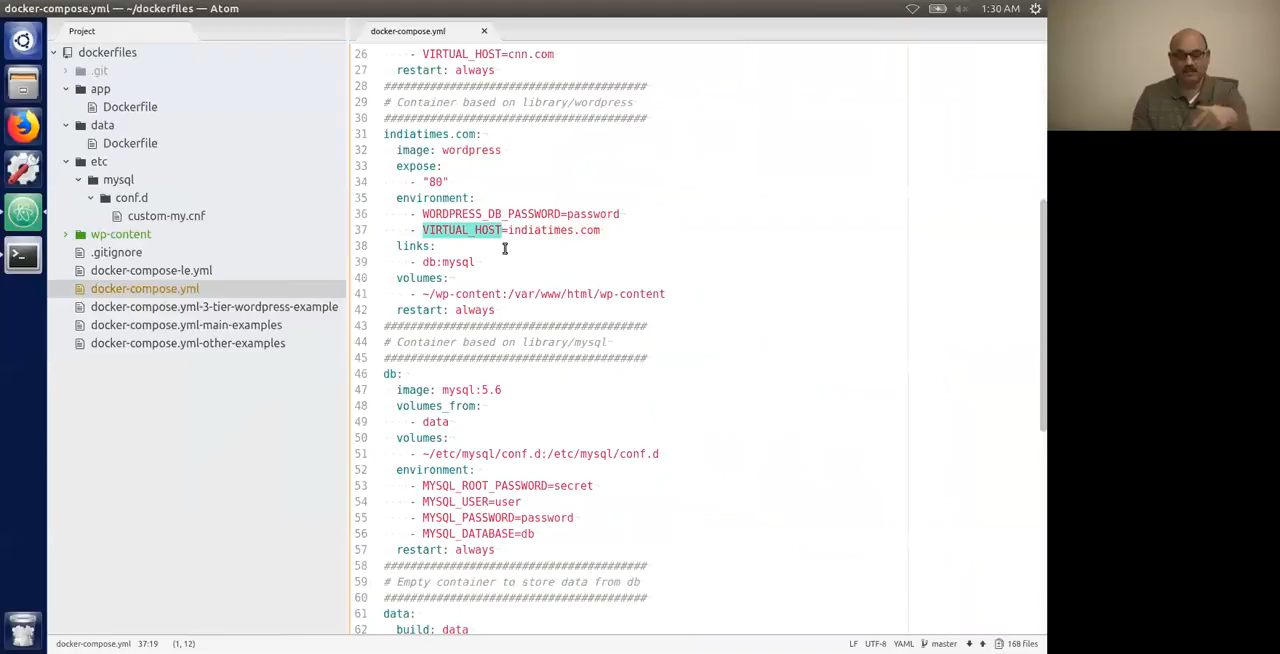 docker-compose.yml — ~/dockerfiles — Atom
1:30 AM
Project
docker-compose.yml
dockerfiles
.git
app
Dockerfile
data
Dockerfile
etc
mysql
conf.d
custom-my.cnf
wp-content
.gitignore
docker-compose-le.yml
docker-compose.yml
docker-compose.yml-3-tier-wordpress-example
docker-compose.yml-main-examples
docker-compose.yml-other-examples
26 - VIRTUAL_HOST=cnn.com
27 restart: always
28 ########################################
29 # Container based on library/wordpress
30 ########################################
31 indiatimes.com:
32 image: wordpress
33 expose:
34 - "80"
35 environment:
36 - WORDPRESS_DB_PASSWORD=password
37 - VIRTUAL_HOST=indiatimes.com
38 links:
39 - db:mysql
40 volumes:
41 - ~/wp-content:/var/www/html/wp-content
42 restart: always
43 ########################################
44 # Container based on library/mysql
45 ########################################
46 db:
47 image: mysql:5.6
48 volumes_from:
49 - data
50 volumes:
51 - ~/etc/mysql/conf.d:/etc/mysql/conf.d
52 environment:
53 - MYSQL_ROOT_PASSWORD=secret
54 - MYSQL_USER=user
55 - MYSQL_PASSWORD=password
56 - MYSQL_DATABASE=db
57 restart: always
58 ########################################
59 # Empty container to store data from db
60 ########################################
61 data:
62 build: data
docker-compose.yml 37:19 (1, 12)
LF UTF-8 YAML master 168 files